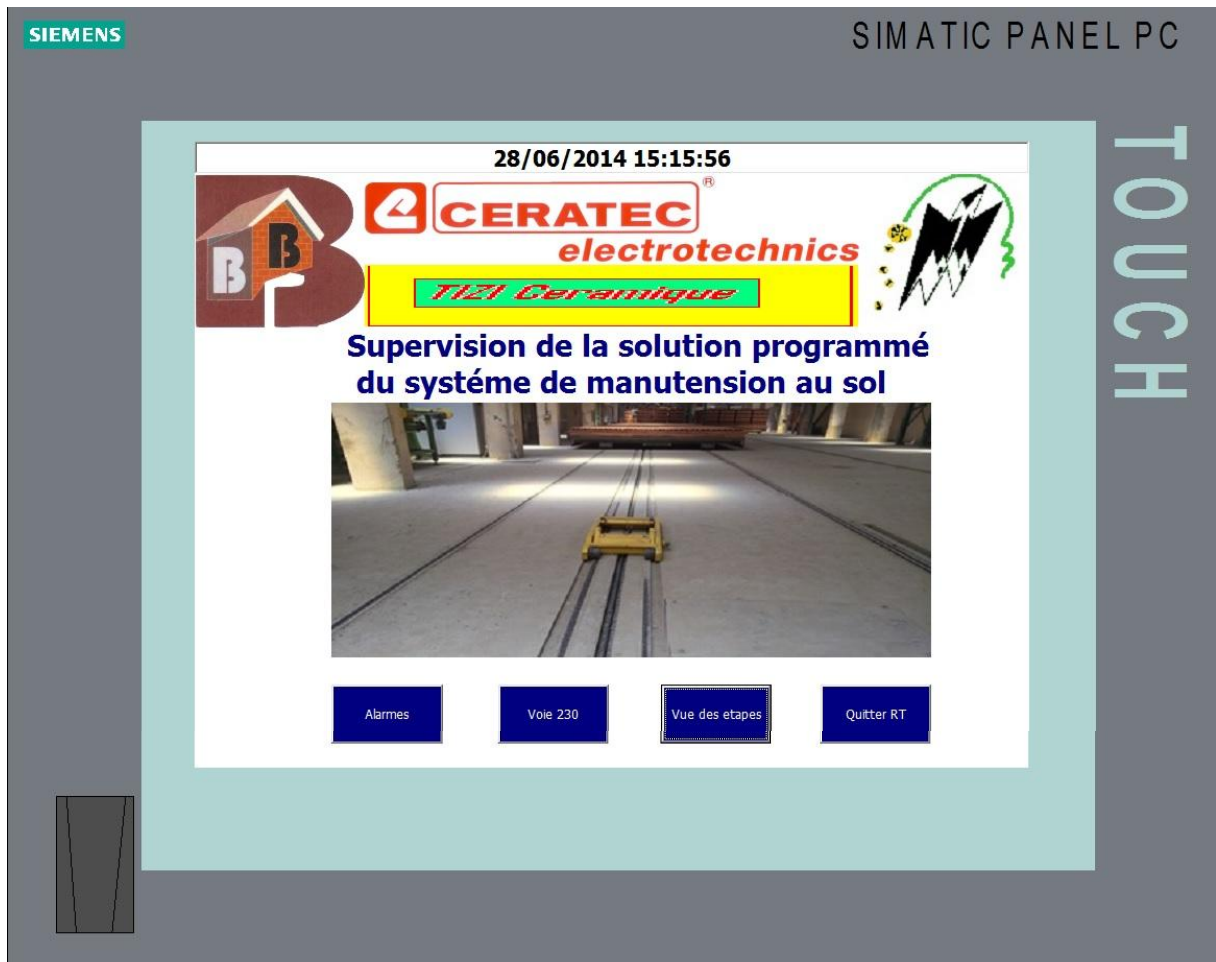 SIEMENS
SIMATIC PANEL PC
TOUCH
28/06/2014 15:15:56
B B
CERATEC ®
electrotechnics
TIZI Ceramique
Supervision de la solution programmé
du systéme de manutension au sol
Alarmes
Voie 230
Vue des etapes
Quitter RT